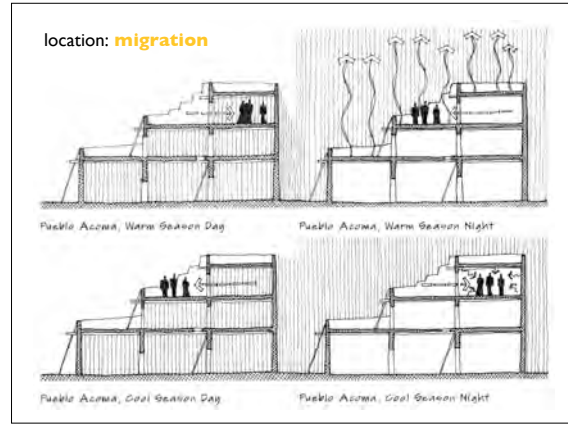 location: migration
Pueblo Acoma, Warm Season Day
Pueblo Acoma, Warm Season Night
Pueblo Acoma, Cool Season Day
Pueblo Acoma, Cool Season Night